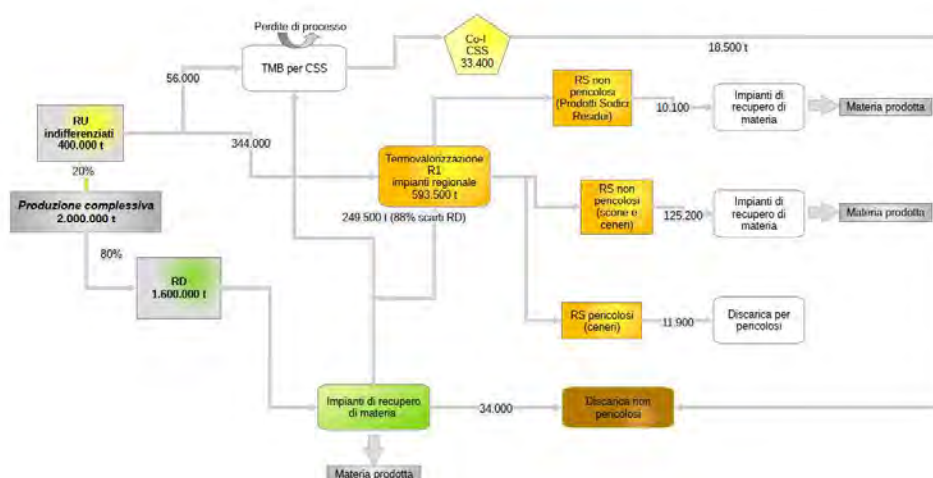 Perdite di processo
TMB per CSS
Co-I
CSS
33.400
18.500 t
56.000
RS non
pericolosi
(Prodotti Sodici
Residui)
10.100
Impianti di
recupero di
materia
Materia prodotta
RU
indifferenziati
400.000 t
344.000
Termovalorizzazione
R1
impianti regionale
593.500 t
20%
Produzione complessiva
2.000.000 t
249.500 t (88% scarti RD)
RS non
pericolosi
(scone e
ceneri)
125.200
Impianti di
recupero di
materia
Materia prodotta
80%
RD
1.600.000 t
RS pericolosi
(ceneri)
11.900
Discarica per
pericolosi
Impianti di recupero
di materia
34.000
Discarica non
pericolosi
Materia prodotta